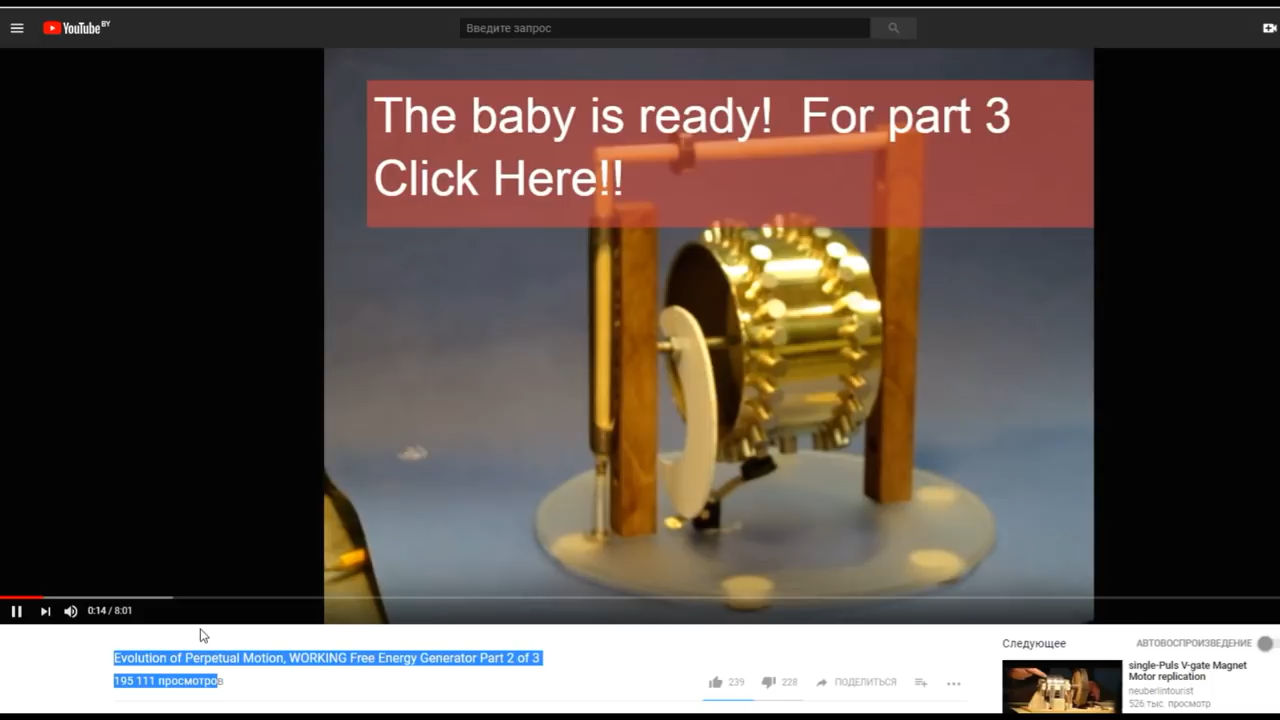 YouTube BY
Введите запрос
The baby is ready! For part 3
Click Here!!
0:14 / 8:01
Evolution of Perpetual Motion, WORKING Free Energy Generator Part 2 of 3
195 111 просмотров
239
228
ПОДЕЛИТЬСЯ
Следующее
АВТОВОСПРОИЗВЕДЕНИЕ
single-Puls V-gate Magnet
Motor replication
neuberlintourist
526 тыс. просмотр